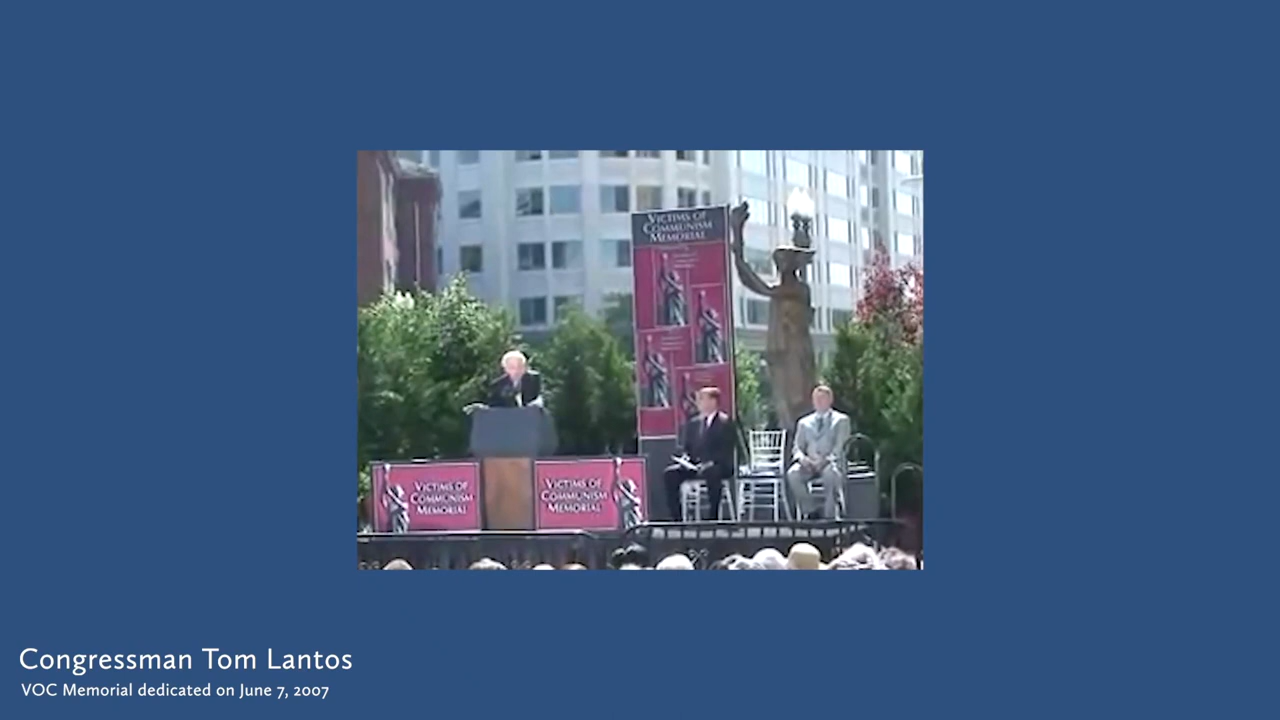 VICTIMS OF
COMMUNISM
MEMORIAL
VICTIMS OF
COMMUNISM
MEMORIAL
VICTIMS OF
COMMUNISM
MEMORIAL
Congressman Tom Lantos
VOC Memorial dedicated on June 7, 2007